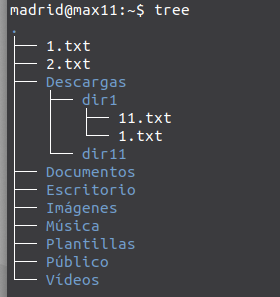 madrid@max11:~$ tree
.
├── 1.txt
├── 2.txt
├── Descargas
│   ├── dir1
│   │   ├── 11.txt
│   │   └── 1.txt
│   └── dir11
├── Documentos
├── Escritorio
├── Imágenes
├── Música
├── Plantillas
├── Público
└── Vídeos